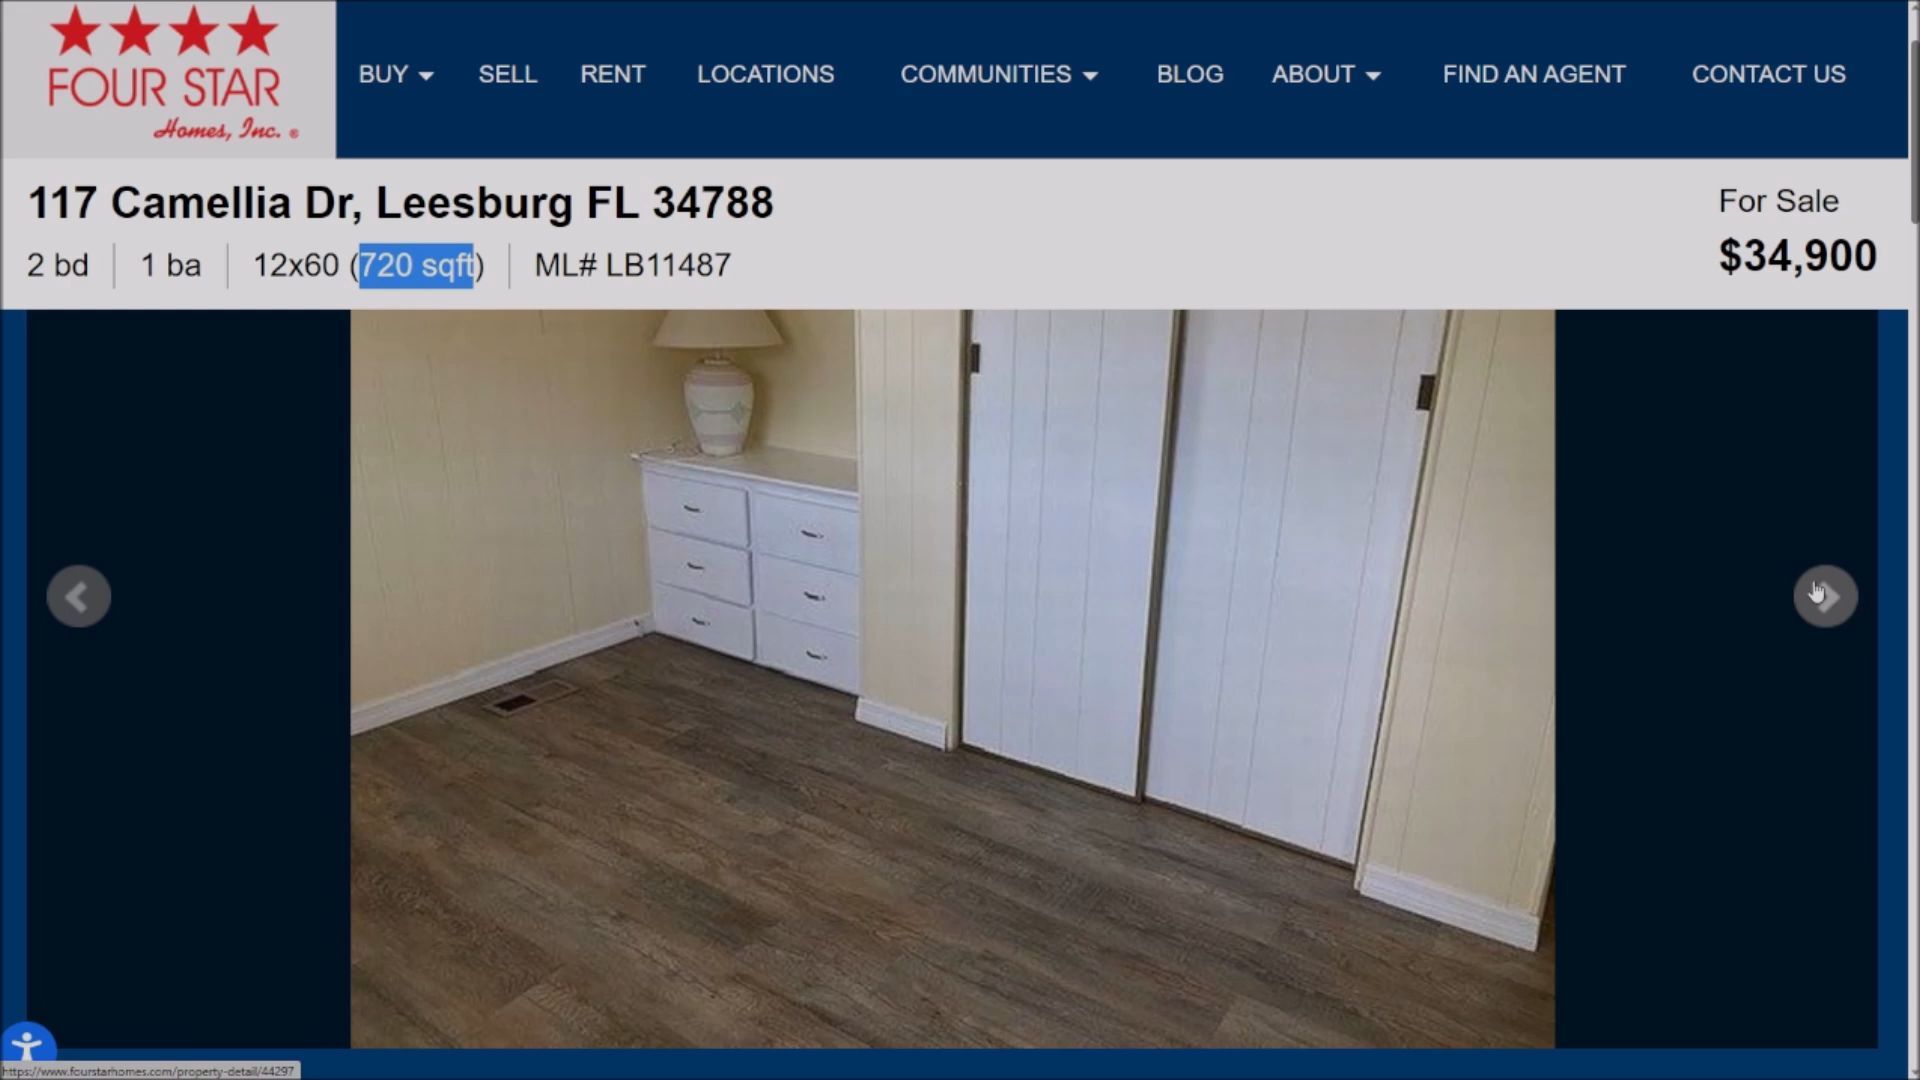 FOUR STAR
Homes, Inc. ®
BUY SELL RENT LOCATIONS COMMUNITIES BLOG ABOUT FIND AN AGENT CONTACT US
117 Camellia Dr, Leesburg FL 34788
2 bd 1 ba 12x60 (720 sqft) ML# LB11487
For Sale
$34,900
https://www.fourstarhomes.com/property-detail/44297